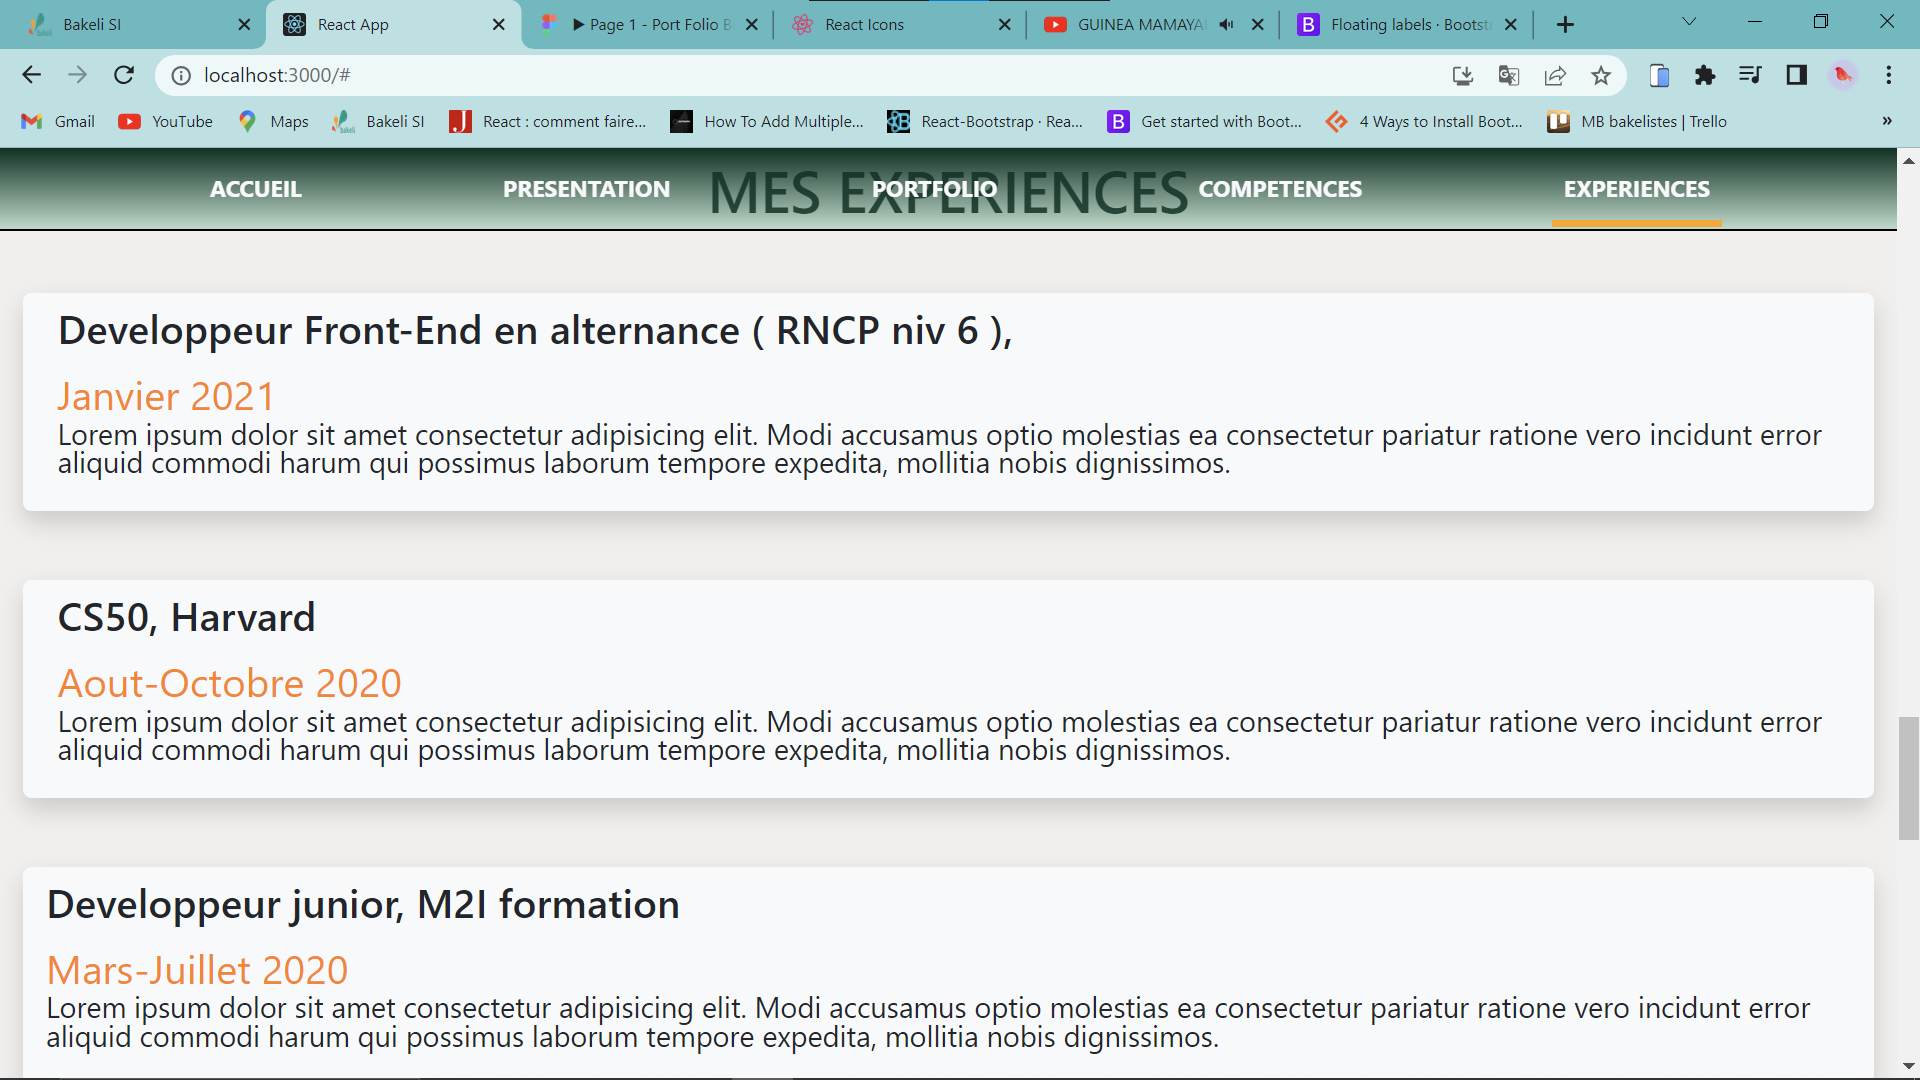 Bakeli SI
React App
▶ Page 1 - Port Folio B
React Icons
GUINEA MAMAYA
Floating labels · Bootst
localhost:3000/#
Gmail
YouTube
Maps
Bakeli SI
React : comment faire...
How To Add Multiple...
React-Bootstrap · Rea...
Get started with Boot...
4 Ways to Install Boot...
MB bakelistes | Trello
»
ACCUEIL
PRESENTATION
MES EXPERIENCES
PORTFOLIO
COMPETENCES
EXPERIENCES
Developpeur Front-End en alternance ( RNCP niv 6 ),
Janvier 2021
Lorem ipsum dolor sit amet consectetur adipisicing elit. Modi accusamus optio molestias ea consectetur pariatur ratione vero incidunt error
aliquid commodi harum qui possimus laborum tempore expedita, mollitia nobis dignissimos.
CS50, Harvard
Aout-Octobre 2020
Lorem ipsum dolor sit amet consectetur adipisicing elit. Modi accusamus optio molestias ea consectetur pariatur ratione vero incidunt error
aliquid commodi harum qui possimus laborum tempore expedita, mollitia nobis dignissimos.
Developpeur junior, M2I formation
Mars-Juillet 2020
Lorem ipsum dolor sit amet consectetur adipisicing elit. Modi accusamus optio molestias ea consectetur pariatur ratione vero incidunt error
aliquid commodi harum qui possimus laborum tempore expedita, mollitia nobis dignissimos.